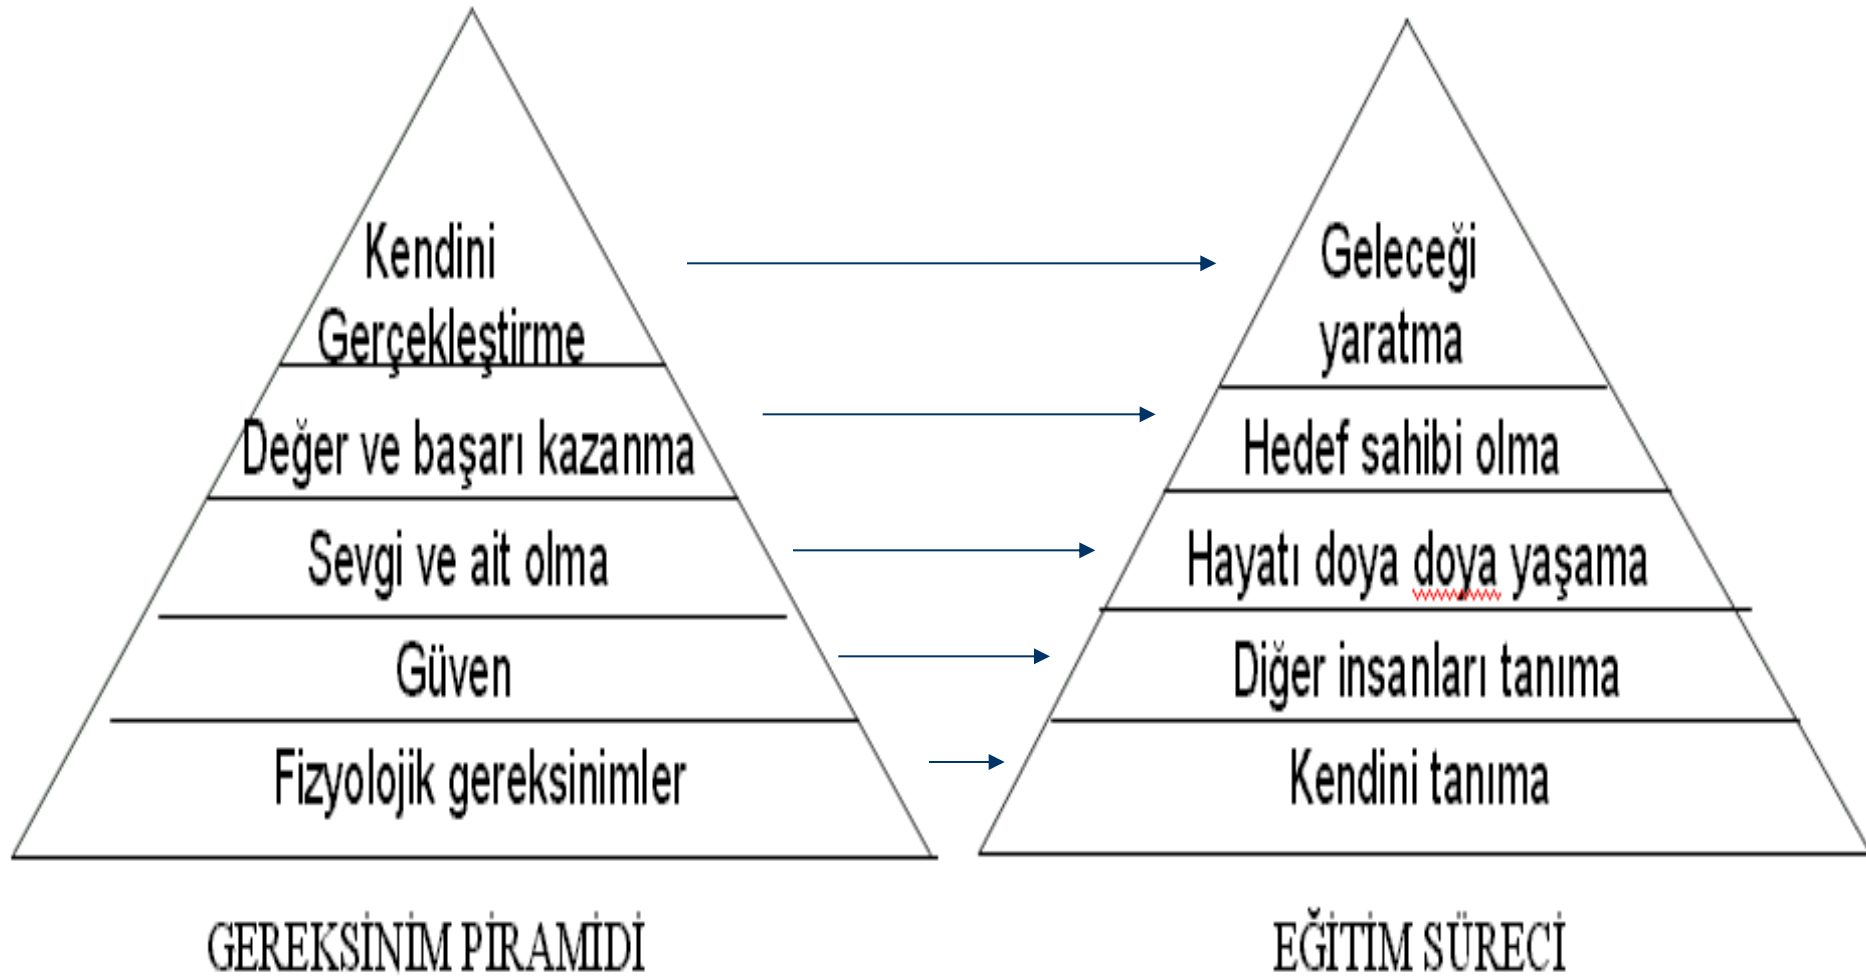 Kendini
Gerçekleştirme
Değer ve başarı kazanma
Sevgi ve ait olma
Güven
Fizyolojik gereksinimler
GEREKSİNİM PİRAMİDİ
Geleceği
yaratma
Hedef sahibi olma
Hayatı doya doya yaşama
Diğer insanları tanıma
Kendini tanıma
EĞİTİM SÜRECİ